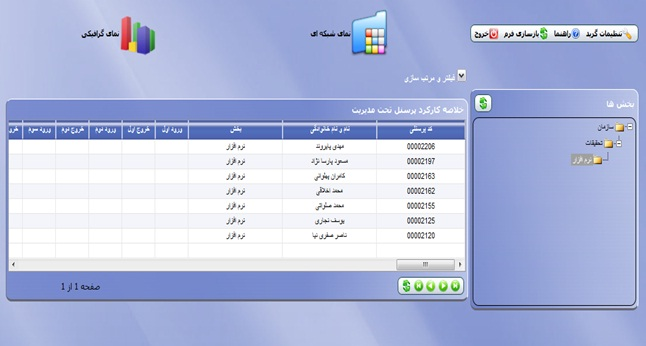 تنظیمات گرید راهنما بازسازی فرم خروج
نمای شبکه ای
نمای گرافیکی
فیلتر و مرتب سازی
بخش ها
سازمان
تحقیقات
نرم افزار
خلاصه کارکرد پرسنل تحت مدیریت
کد پرسنلی نام و نام خانوادگی بخش ورود اول خروج اول ورود دوم خروج دوم ورود سوم خرو
00002206 مهدی پایروند نرم افزار
00002197 مسعود پارسا نژاد نرم افزار
00002163 کامران پهلوانی نرم افزار
00002162 محمد اخلاقی نرم افزار
00002155 محمد صلواتی نرم افزار
00002125 یوسف نجاری نرم افزار
00002120 ناصر صفری نیا نرم افزار
صفحه 1 از 1